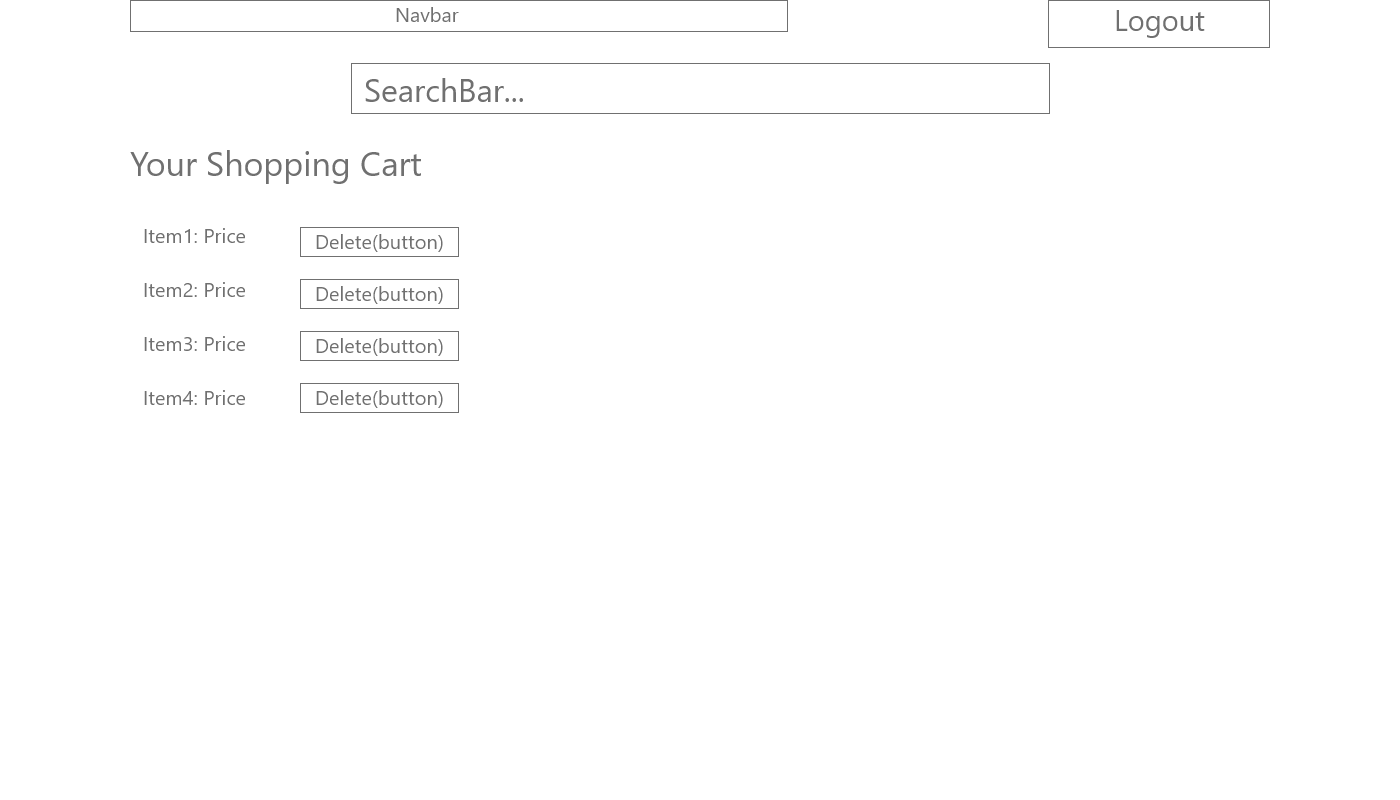 Navbar
Logout
SearchBar...
Your Shopping Cart
Item1: Price
Delete(button)
Item2: Price
Delete(button)
Item3: Price
Delete(button)
Item4: Price
Delete(button)